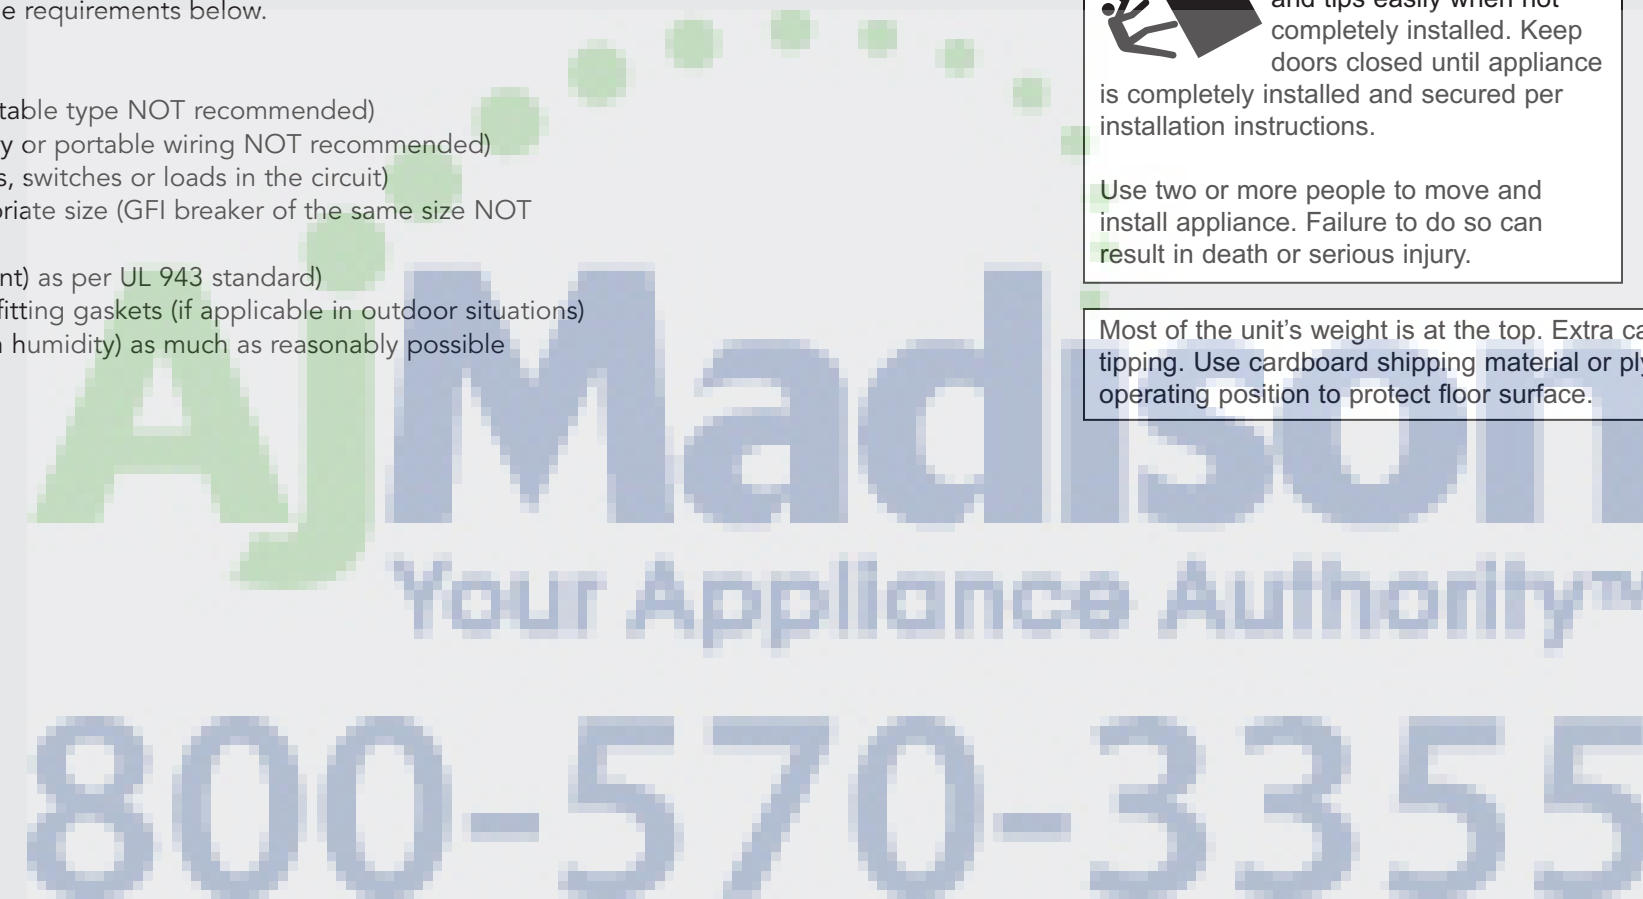 e requirements below.
table type NOT recommended)
y or portable wiring NOT recommended)
s, switches or loads in the circuit)
riate size (GFI breaker of the same size NOT
nt) as per UL 943 standard)
fitting gaskets (if applicable in outdoor situations)
humidity) as much as reasonably possible
and tips easily when not
completely installed. Keep
doors closed until appliance
is completely installed and secured per
installation instructions.
Use two or more people to move and
install appliance. Failure to do so can
result in death or serious injury.
Most of the unit’s weight is at the top. Extra ca
tipping. Use cardboard shipping material or ply
operating position to protect floor surface.
AjMadison
Your Appliance Authority™
800-570-3355